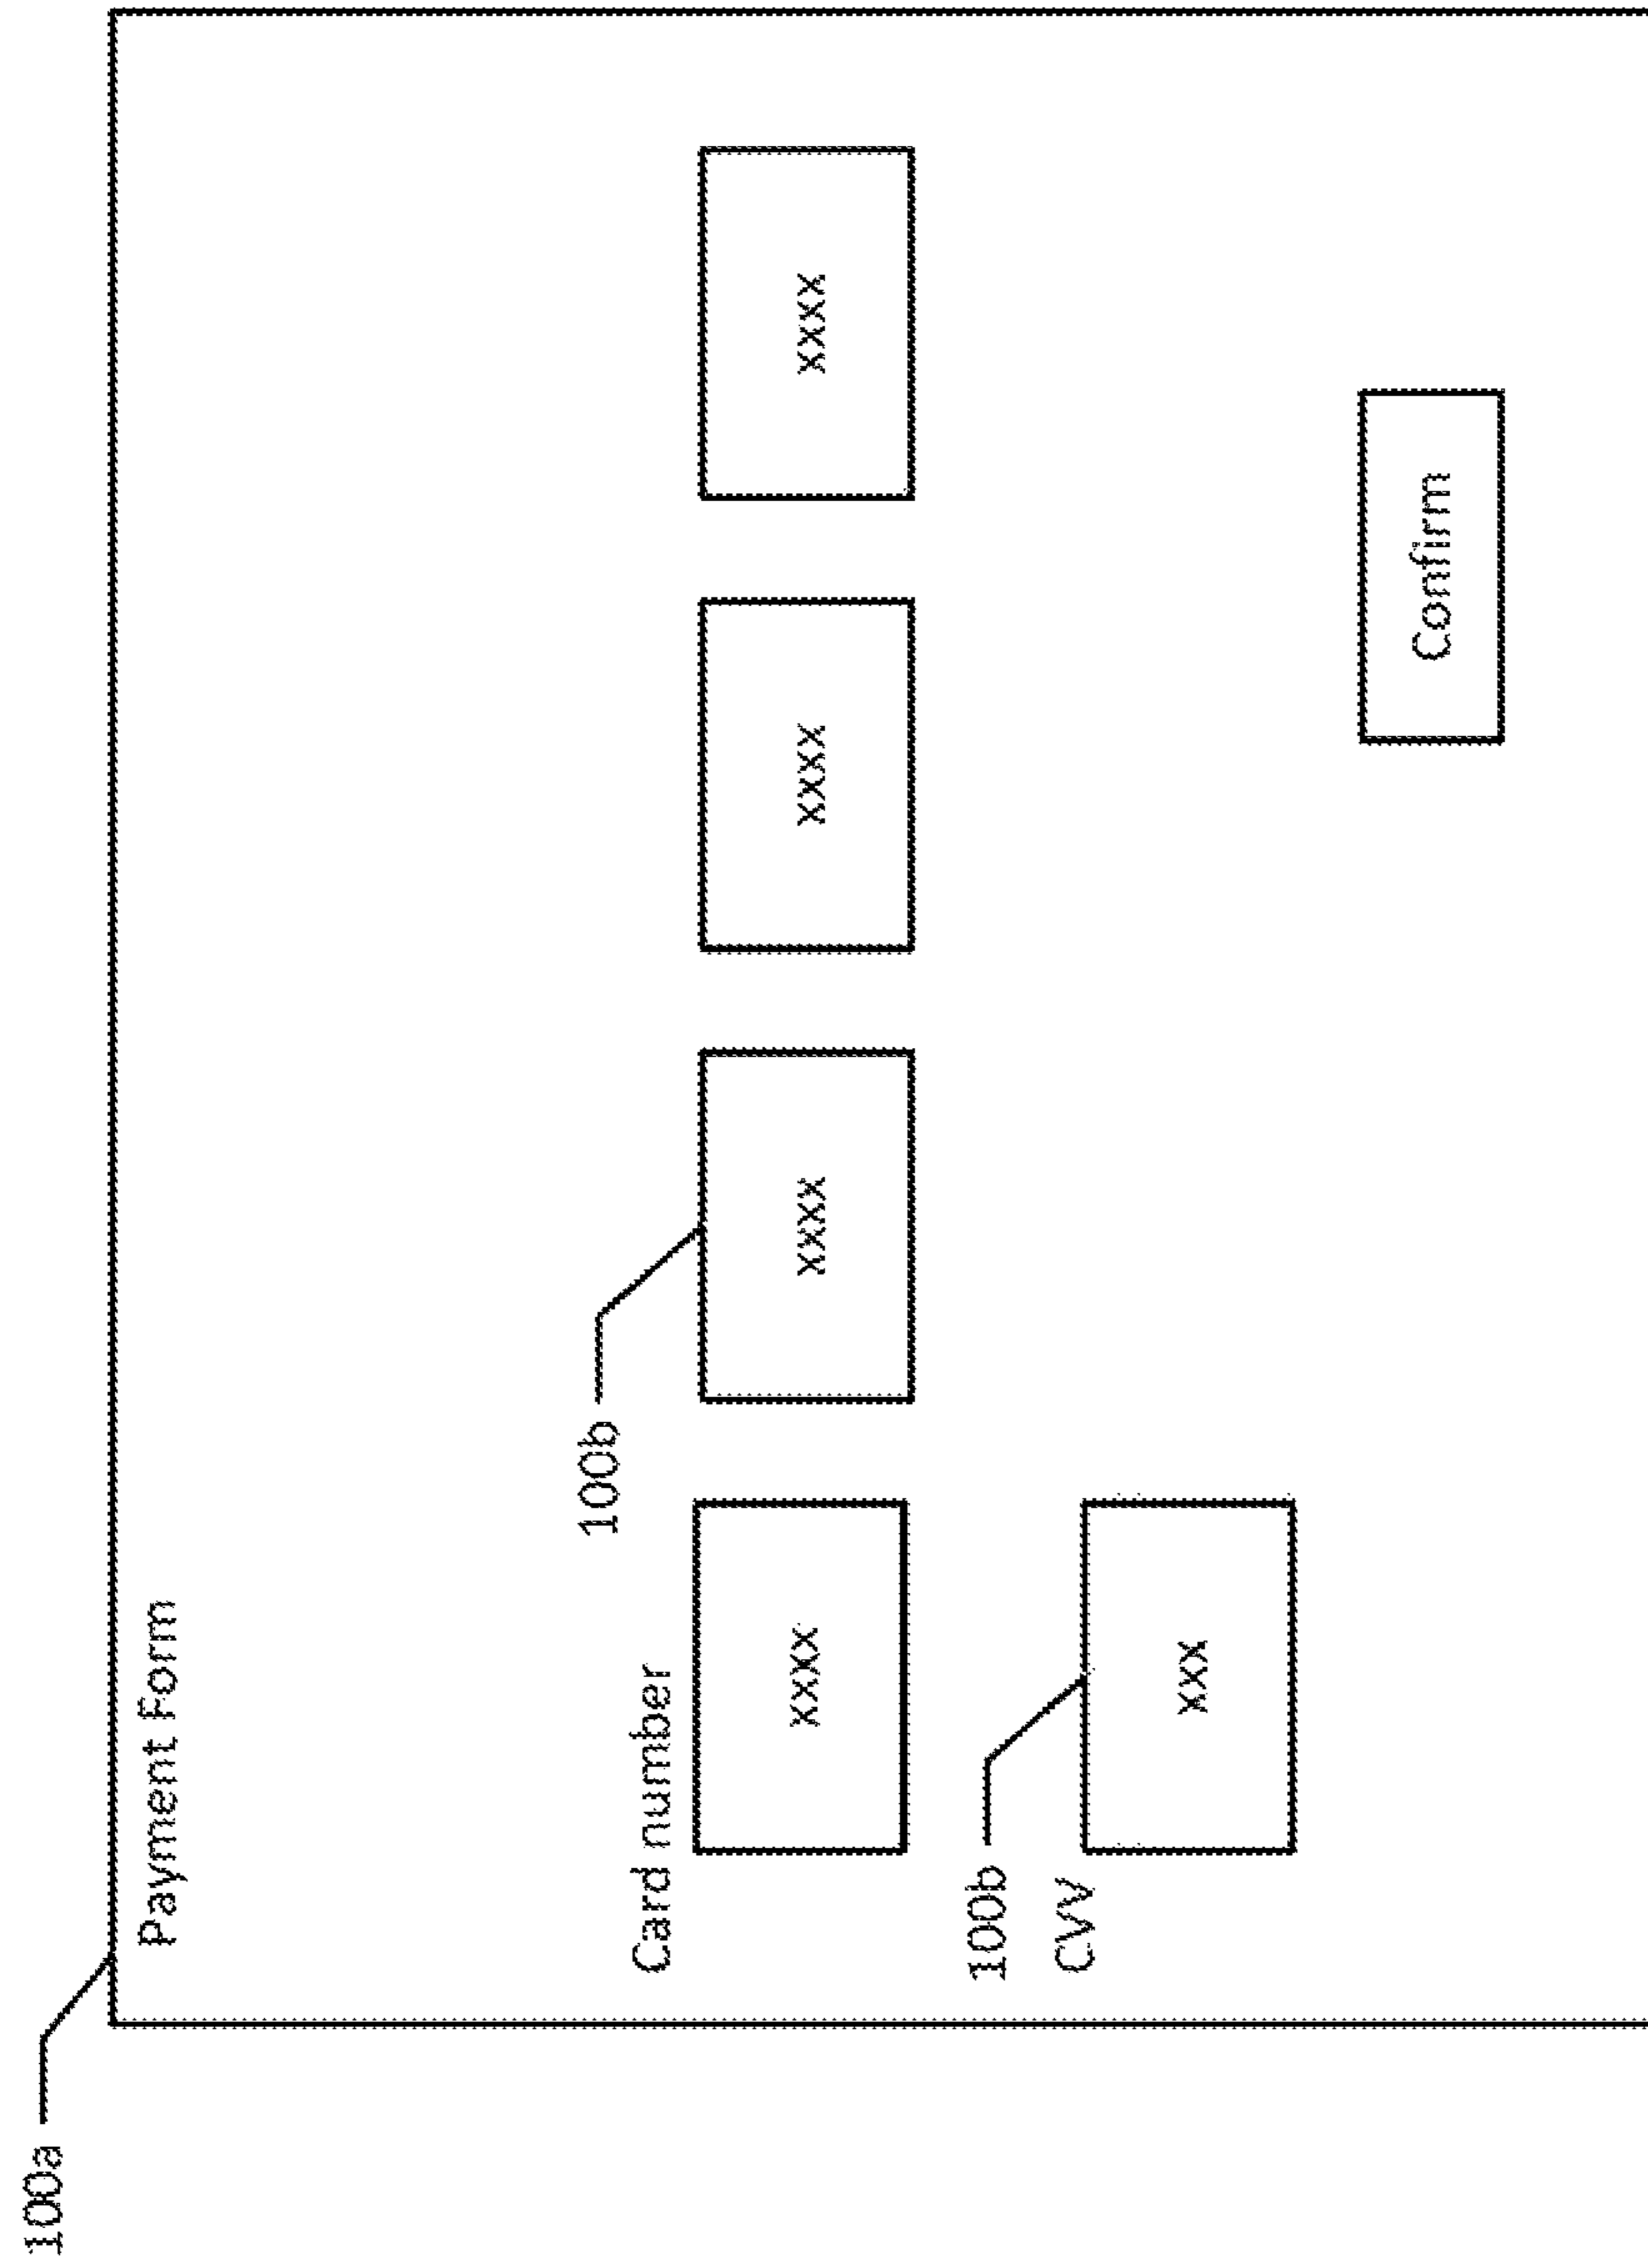 100a
Payment Form
100b
Card number
xxxx xxxx xxxx xxxx
100b
CVV
xxx
Confirm